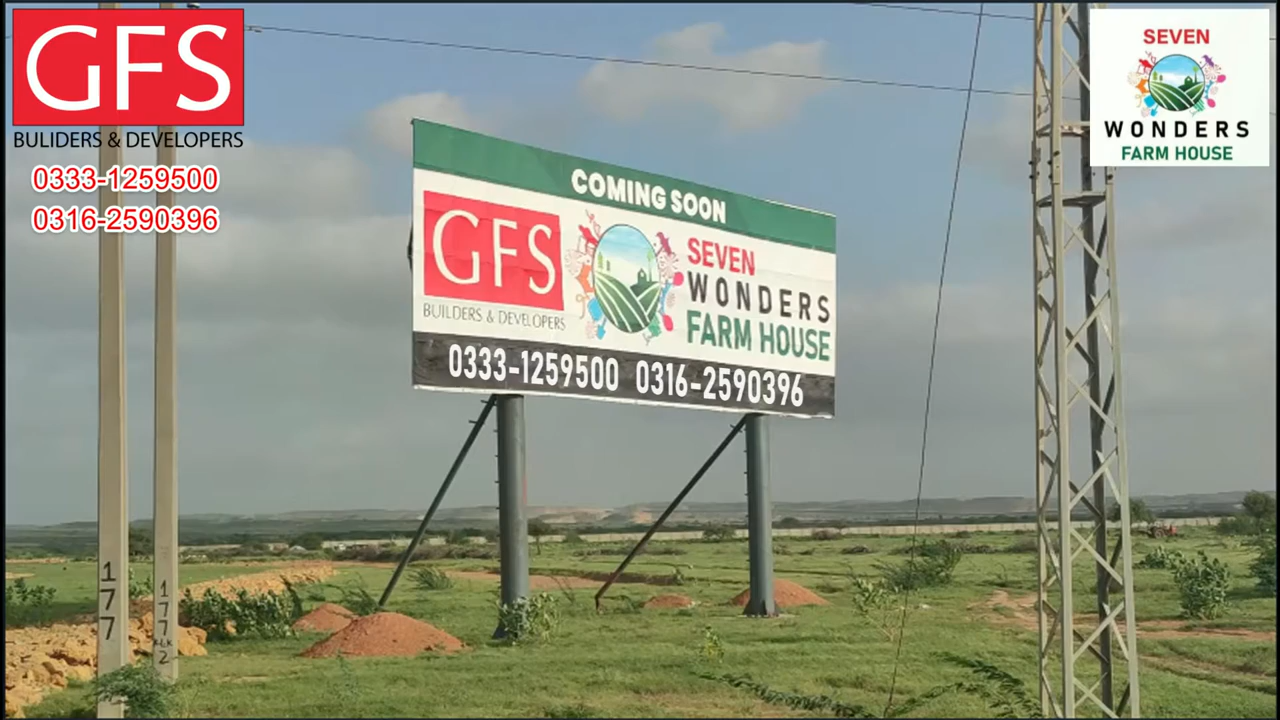 GFS
BULIDERS & DEVELOPERS
0333-1259500
0316-2590396
SEVEN
WONDERS
FARM HOUSE
COMING SOON
GFS
BUILDERS & DEVELOPERS
SEVEN
WONDERS
FARM HOUSE
0333-1259500 0316-2590396
177
177
2